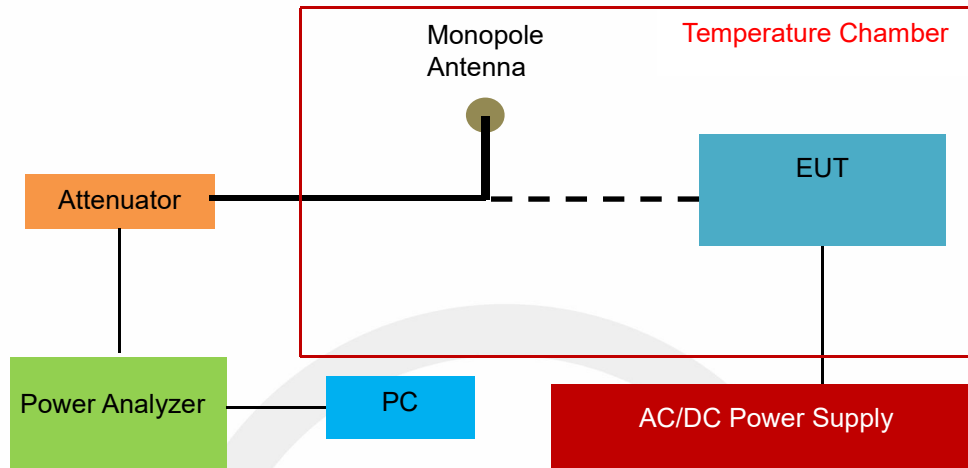 Monopole
Antenna
Temperature Chamber
EUT
Attenuator
Power Analyzer
PC
AC/DC Power Supply